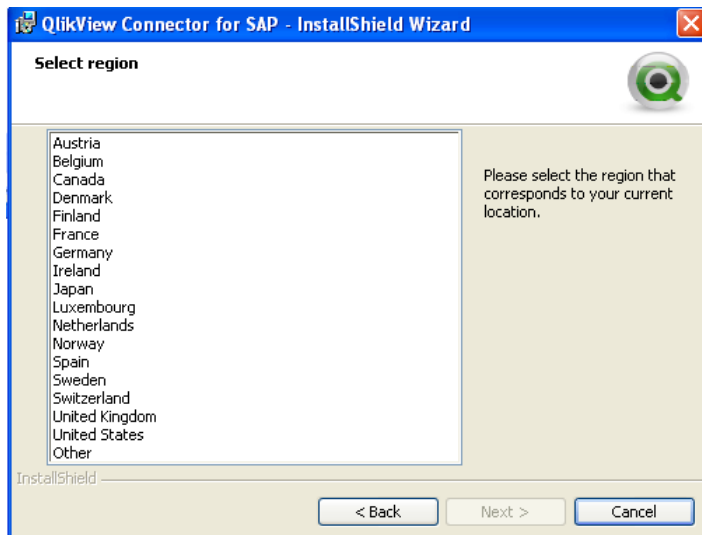 QlikView Connector for SAP - InstallShield Wizard
Select region
Austria
Belgium
Canada
Denmark
Finland
France
Germany
Ireland
Japan
Luxembourg
Netherlands
Norway
Spain
Sweden
Switzerland
United Kingdom
United States
Other
Please select the region that
corresponds to your current
location.
InstallShield
< Back
Next >
Cancel